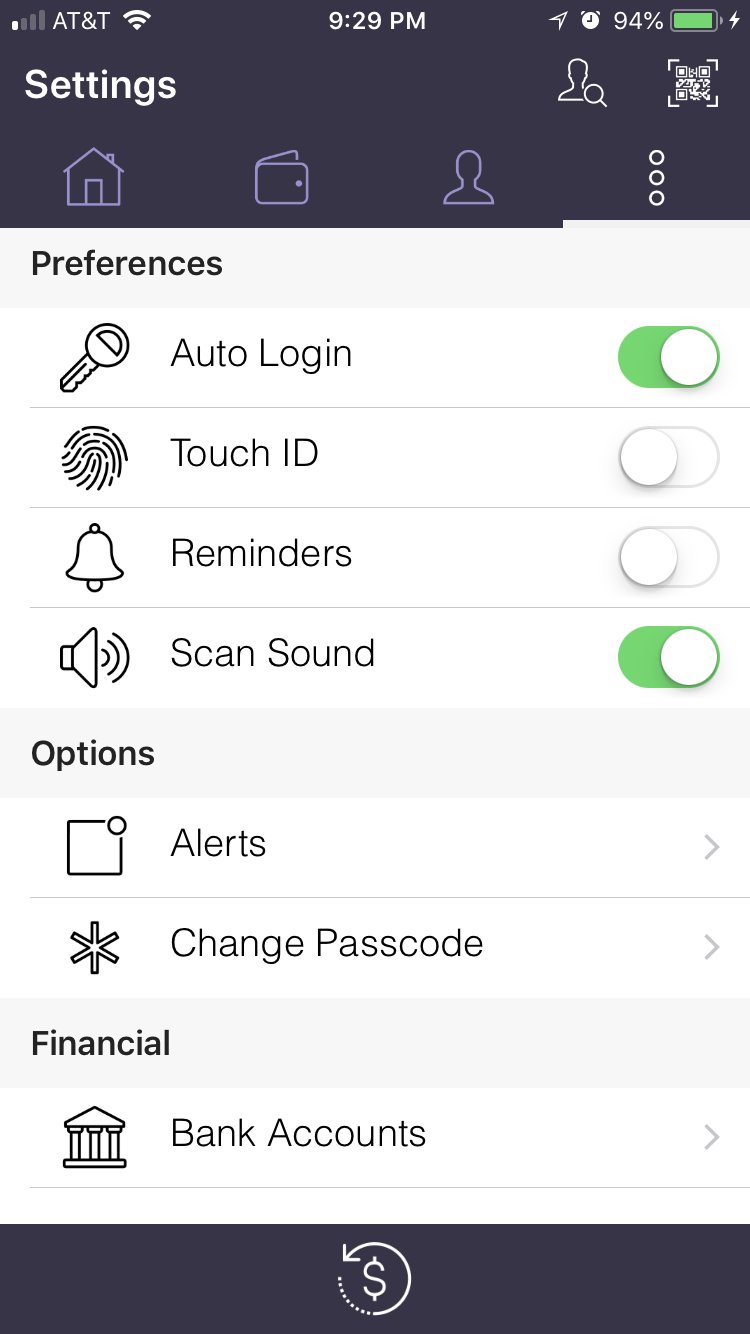 AT&T 9:29 PM 94%
Settings
Preferences
Auto Login
Touch ID
Reminders
Scan Sound
Options
Alerts
Change Passcode
Financial
Bank Accounts
$